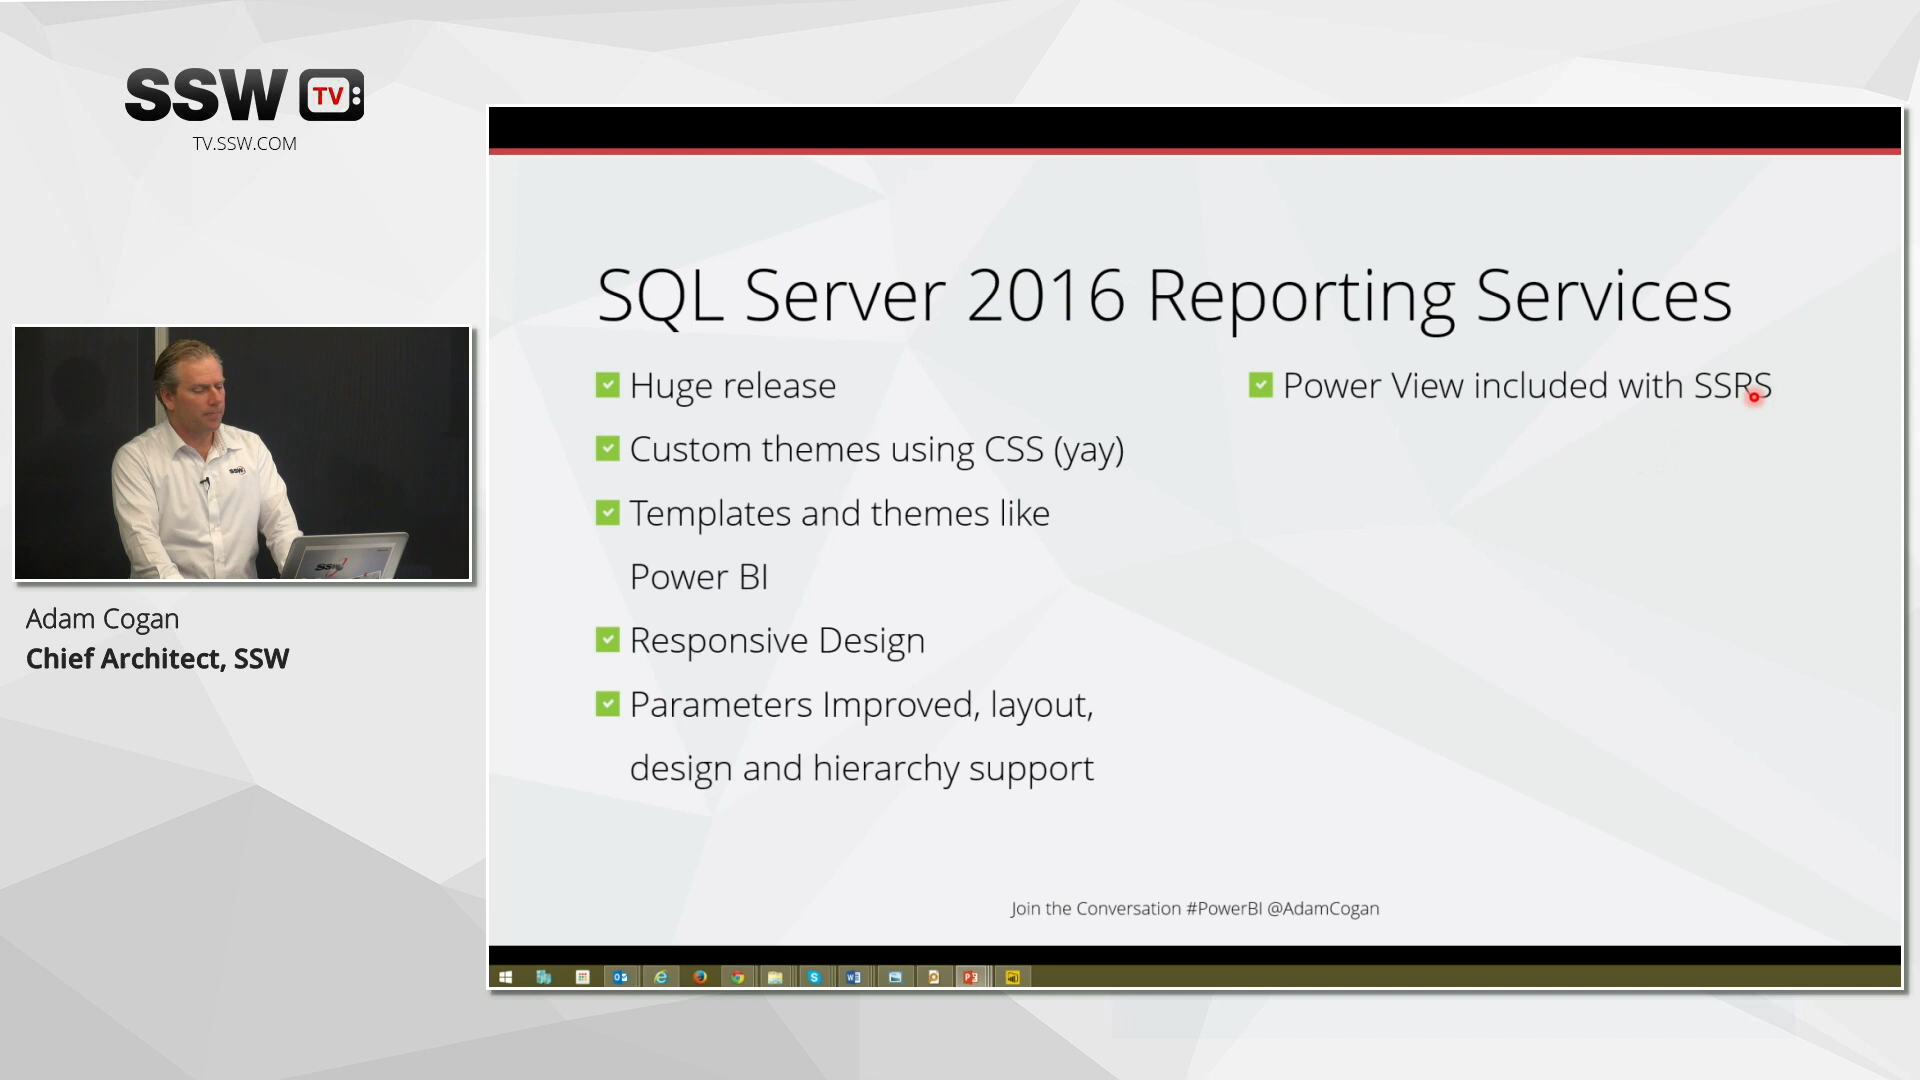 SSW TV
TV.SSW.COM
SSW
SSW
Adam Cogan
Chief Architect, SSW
SQL Server 2016 Reporting Services
Huge release
Custom themes using CSS (yay)
Templates and themes like
Power BI
Responsive Design
Parameters Improved, layout,
design and hierarchy support
Power View included with SSRS
Join the Conversation #PowerBI @AdamCogan